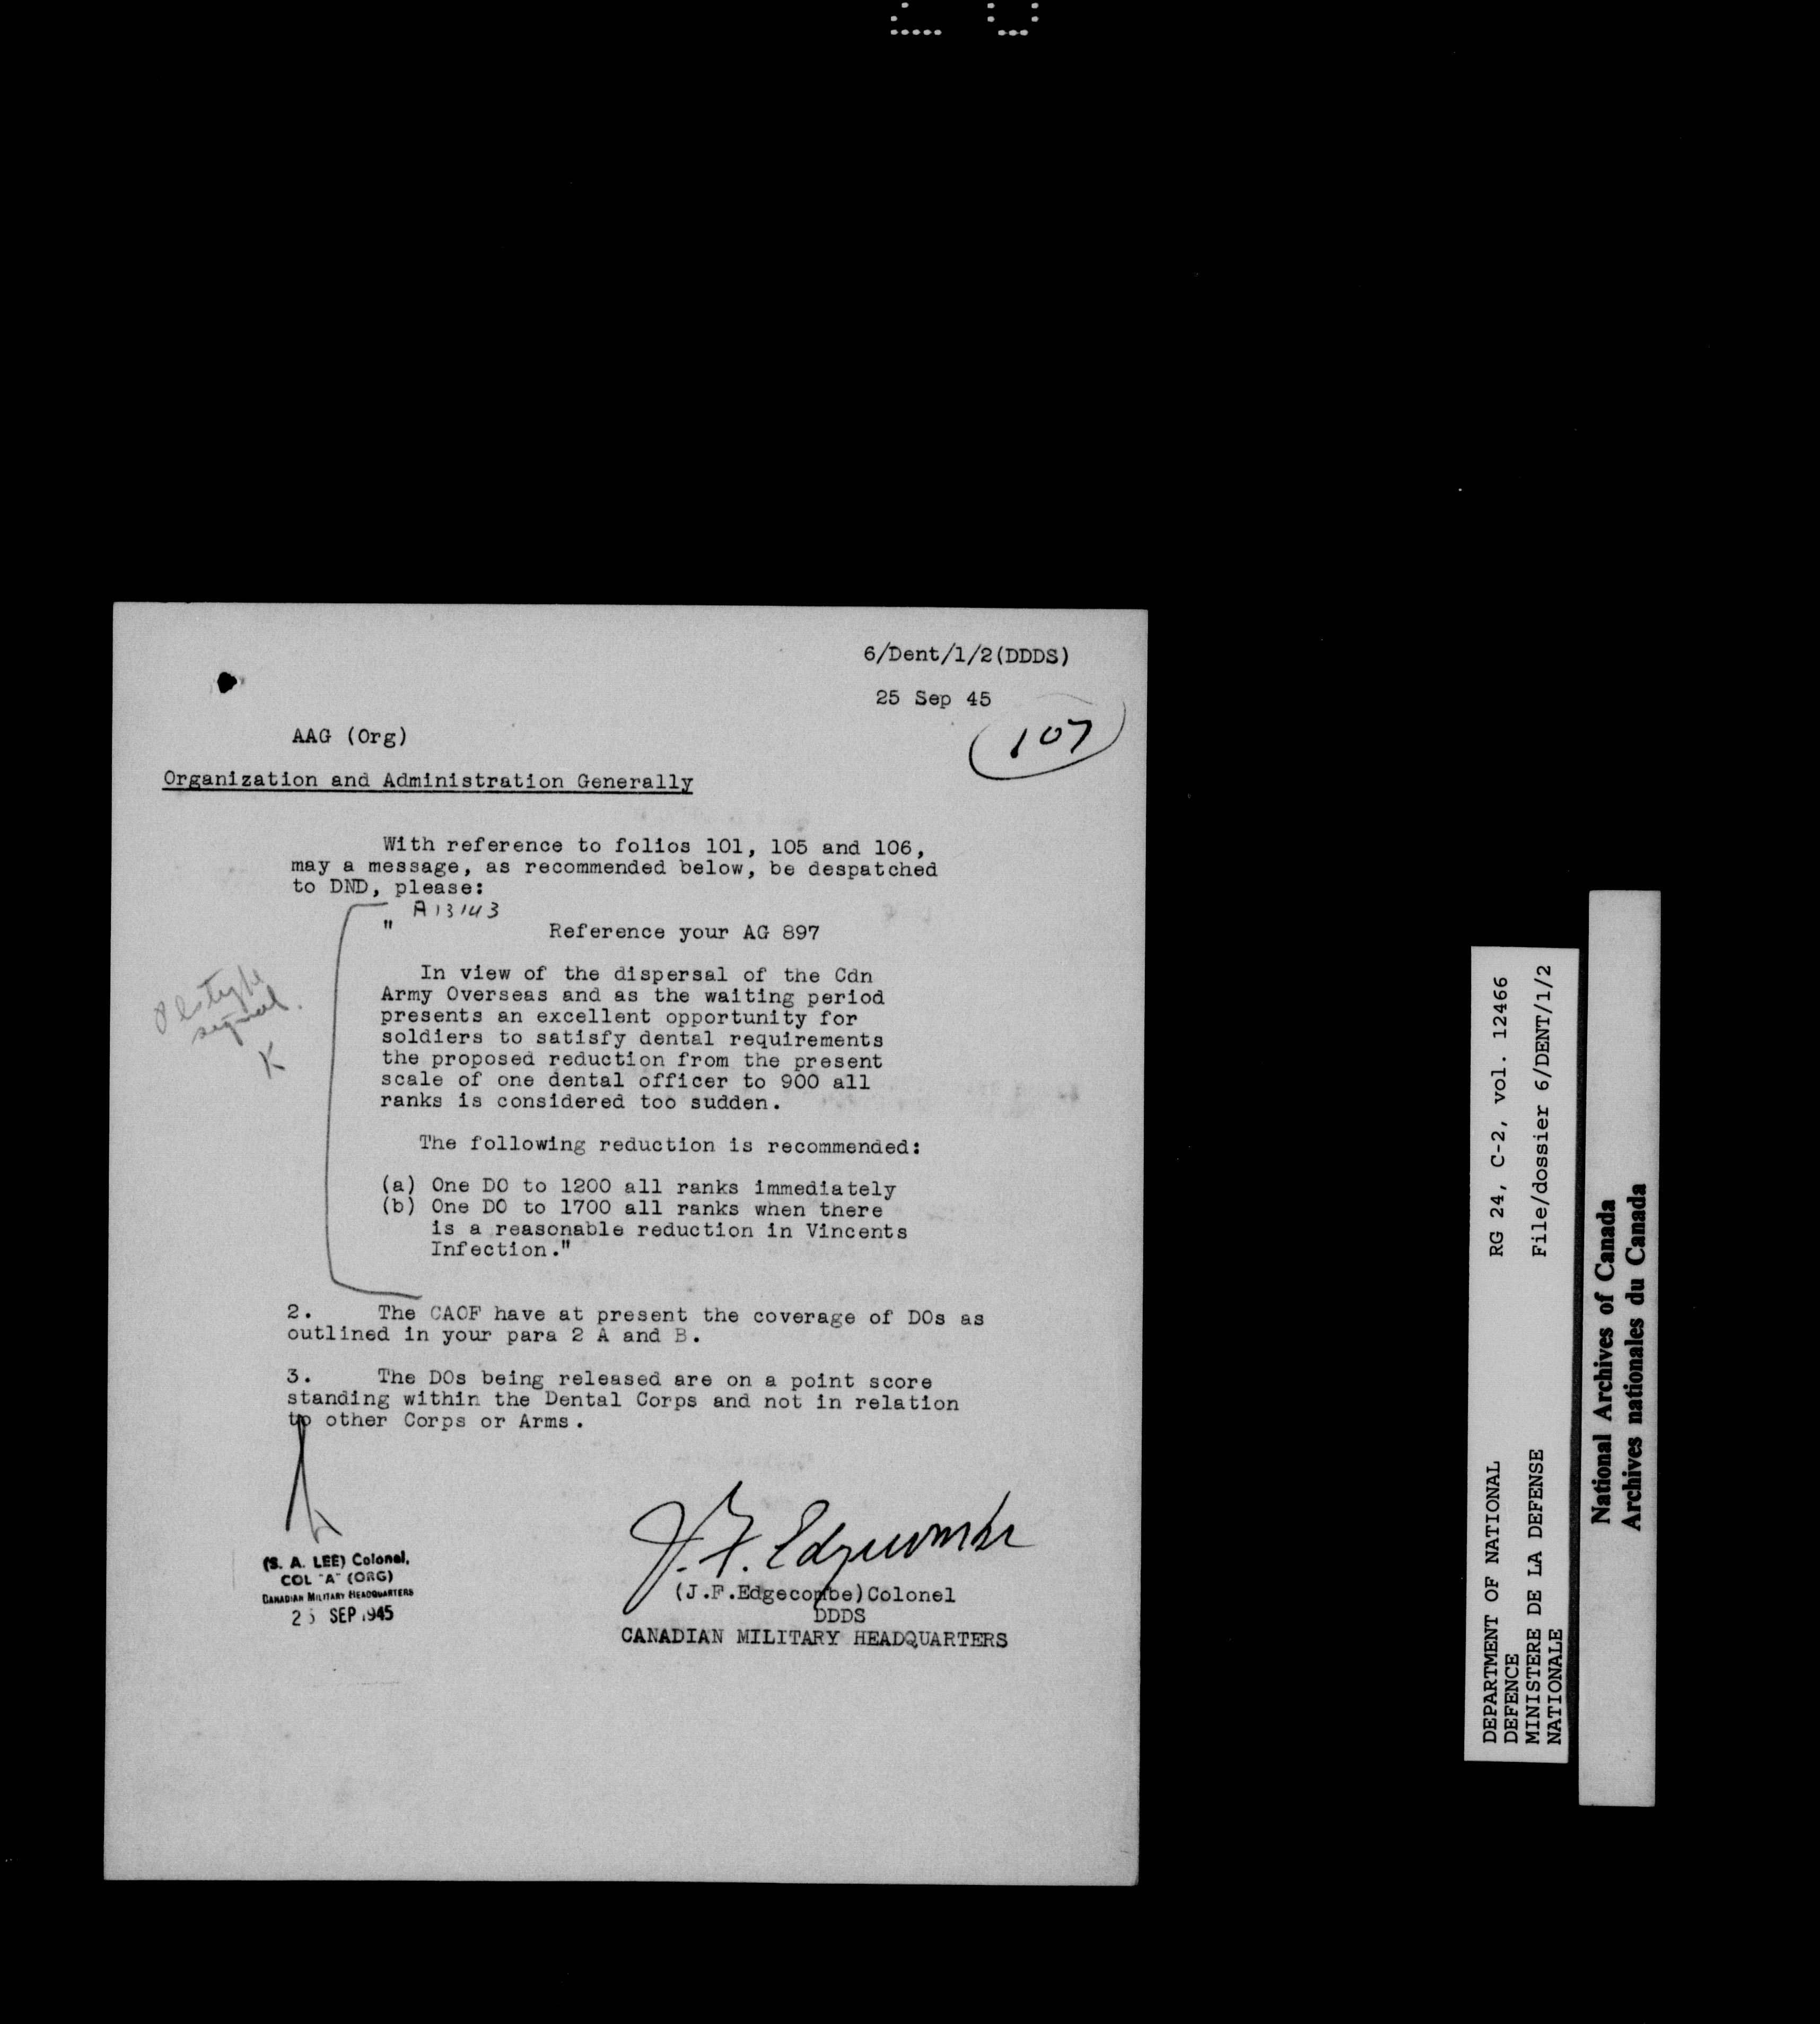 6/Dent/1/2(DDDS)
25 Sep 45
107
AAG (Org)
Organization and Administration Generally
With reference to folios 101, 105 and 106,
may a message, as recommended below, be despatched
to DND, please:
A13143
" Reference your AG 897
In view of the dispersal of the Cdn
Army Overseas and as the waiting period
presents an excellent opportunity for
soldiers to satisfy dental requirements
the proposed reduction from the present
scale of one dental officer to 900 all
ranks is considered too sudden.
The following reduction is recommended:
(a) One DO to 1200 all ranks immediately
(b) One DO to 1700 all ranks when there
is a reasonable reduction in Vincents
Infection."
Pls type
signal.
K
2. The CAOF have at present the coverage of DOs as
outlined in your para 2 A and B.
3. The DOs being released are on a point score
standing within the Dental Corps and not in relation
to other Corps or Arms.
(S. A. LEE) Colonel,
COL "A" (ORG)
CANADIAN MILITARY HEADQUARTERS
SEP 1945
J. F. Edgecombe
(J.F.Edgecombe)Colonel
DDDS
CANADIAN MILITARY HEADQUARTERS
DEPARTMENT OF NATIONAL
DEFENCE
MINISTERE DE LA DEFENSE
NATIONALE
RG 24, C-2, vol. 12466
File/dossier 6/DENT/1/2
National Archives of Canada
Archives nationales du Canada